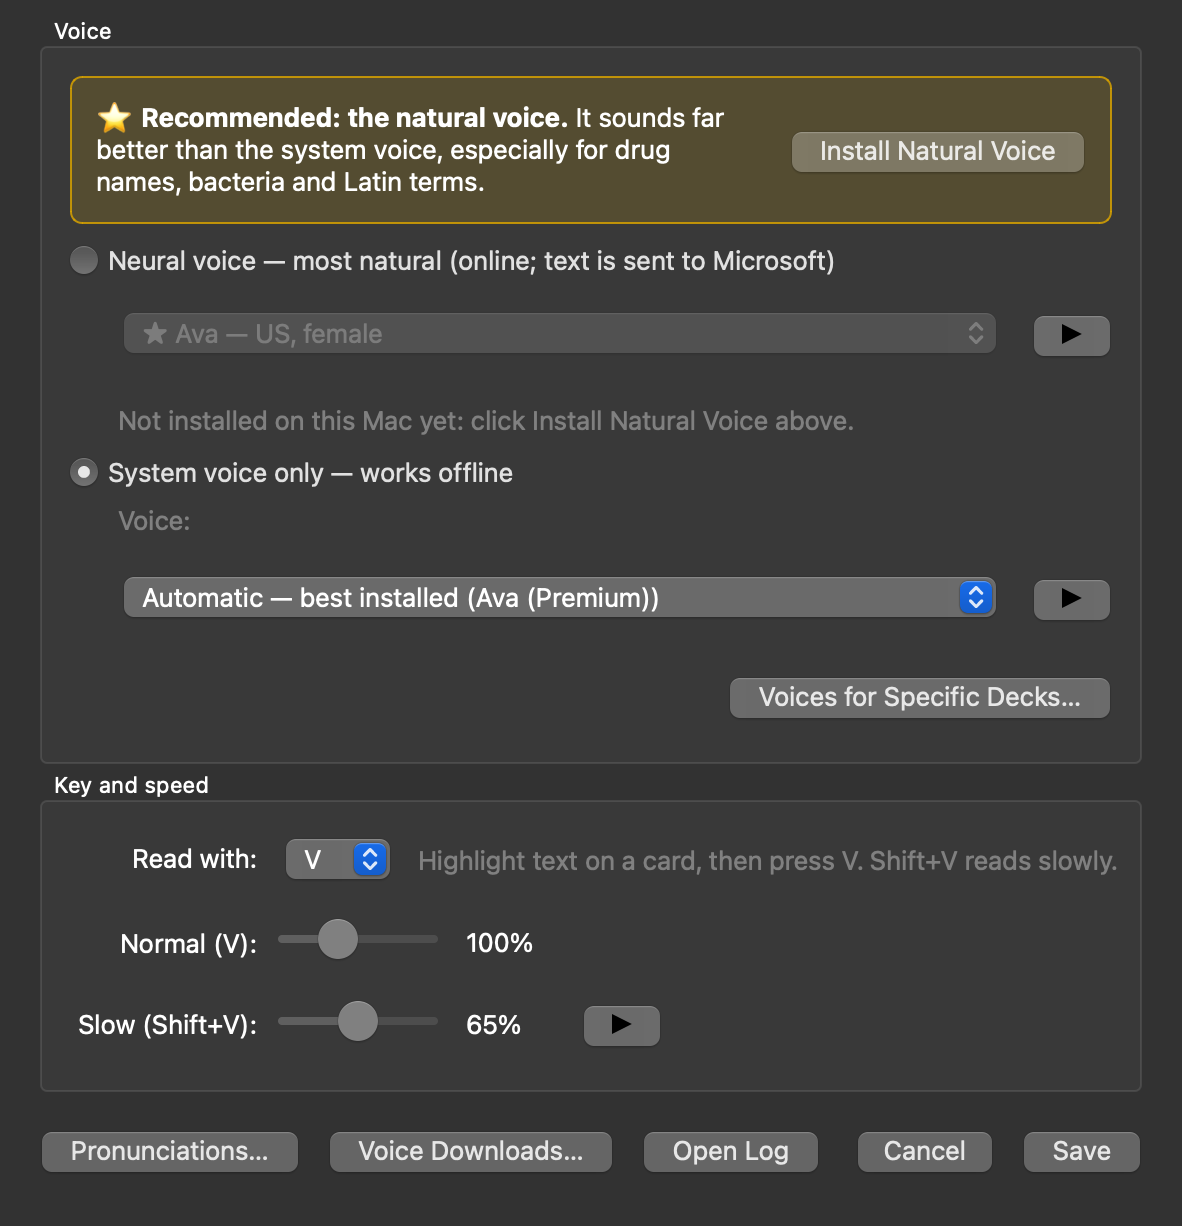 Voice
⭐ Recommended: the natural voice. It sounds far
better than the system voice, especially for drug
names, bacteria and Latin terms.
Install Natural Voice
Neural voice — most natural (online; text is sent to Microsoft)
★ Ava — US, female
Not installed on this Mac yet: click Install Natural Voice above.
System voice only — works offline
Voice:
Automatic — best installed (Ava (Premium))
Voices for Specific Decks...
Key and speed
Read with: V Highlight text on a card, then press V. Shift+V reads slowly.
Normal (V): 100%
Slow (Shift+V): 65%
Pronunciations... Voice Downloads... Open Log Cancel Save